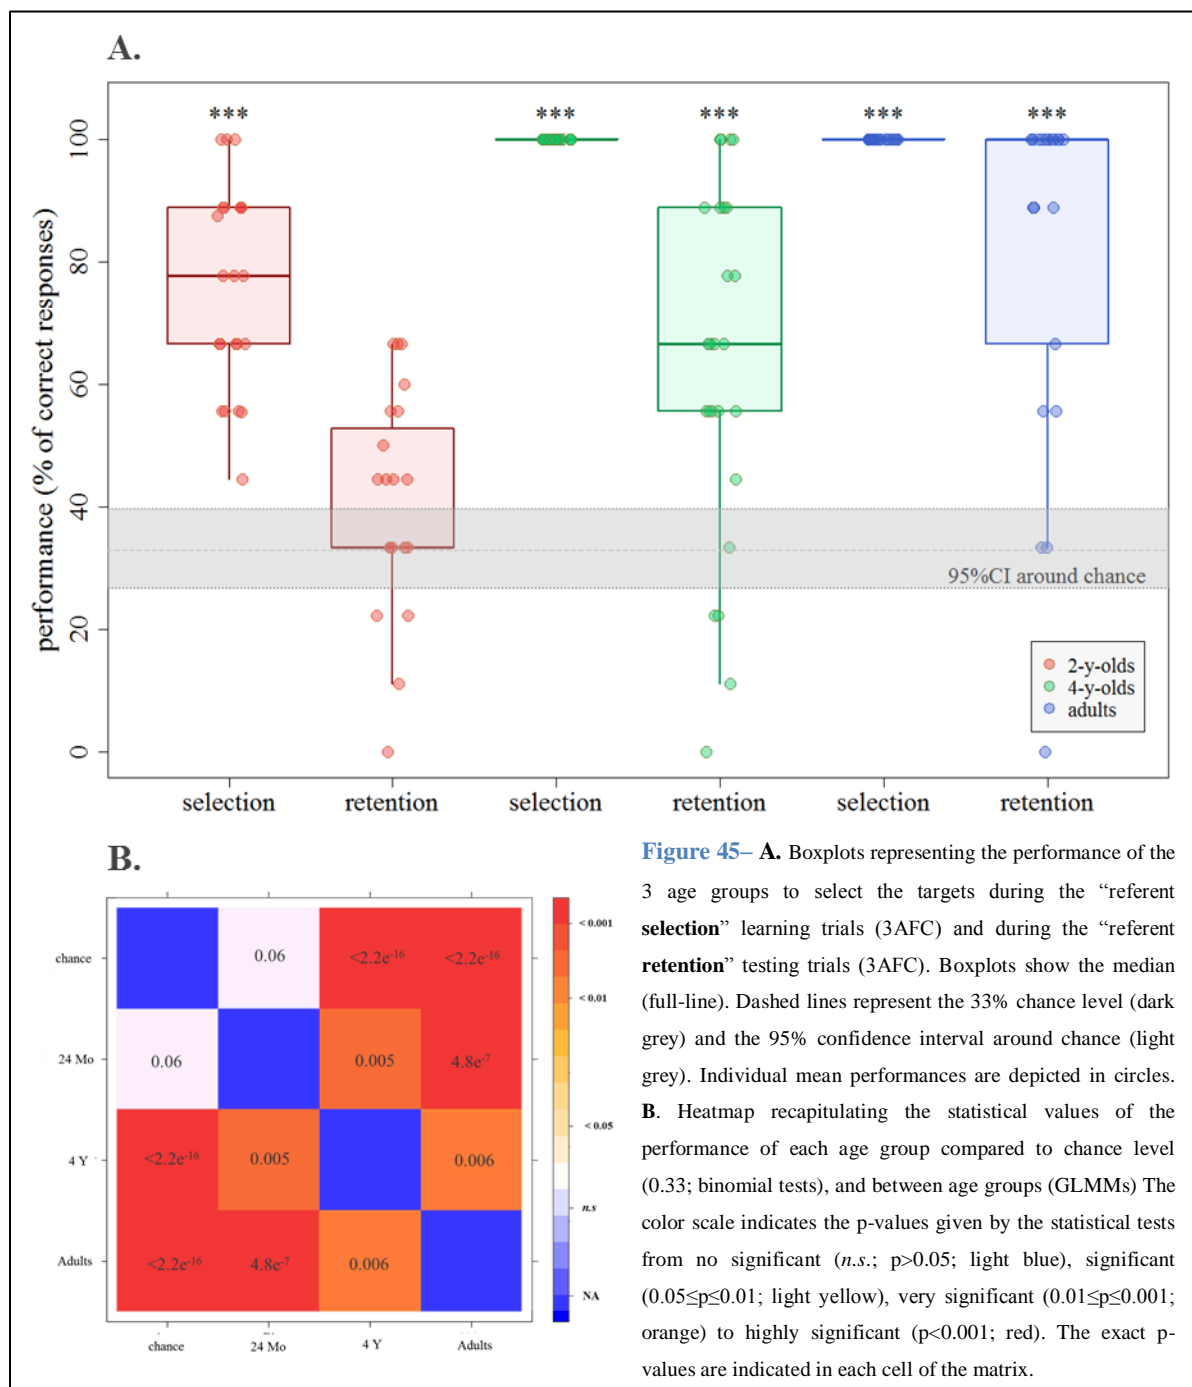 A.
*** *** *** *** ***
performance (% of correct responses)
100
80
60
40
20
0
95%CI around chance
2-y-olds
4-y-olds
adults
selection retention selection retention selection retention
B.
chance 0.06 <2.2e-16 <2.2e-16
24 Mo 0.06 0.005 4.8e-7
4 Y <2.2e-16 0.005 0.006
Adults <2.2e-16 4.8e-7 0.006
chance 24 Mo 4 Y Adults
< 0.001
< 0.01
< 0.05
n.s
NA
Figure 45– A. Boxplots representing the performance of the
3 age groups to select the targets during the “referent
selection” learning trials (3AFC) and during the “referent
retention” testing trials (3AFC). Boxplots show the median
(full-line). Dashed lines represent the 33% chance level (dark
grey) and the 95% confidence interval around chance (light
grey). Individual mean performances are depicted in circles.
B. Heatmap recapitulating the statistical values of the
performance of each age group compared to chance level
(0.33; binomial tests), and between age groups (GLMMs) The
color scale indicates the p-values given by the statistical tests
from no significant (n.s.; p>0.05; light blue), significant
(0.05≤p≤0.01; light yellow), very significant (0.01≤p≤0.001;
orange) to highly significant (p<0.001; red). The exact p-
values are indicated in each cell of the matrix.